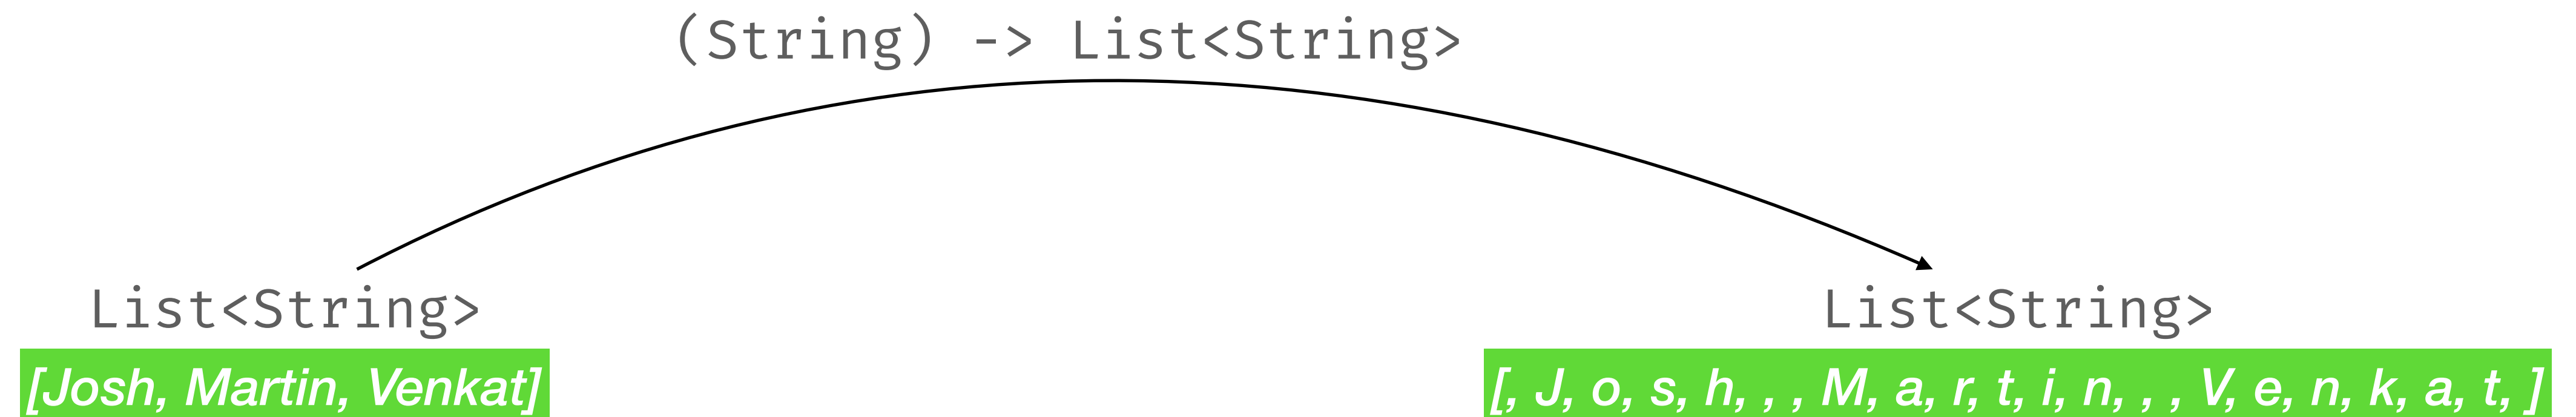 (String) -> List<String>
List<String>
[Josh, Martin, Venkat]
List<String>
[, J, o, s, h, , , M, a, r, t, i, n, , , V, e, n, k, a, t, ]